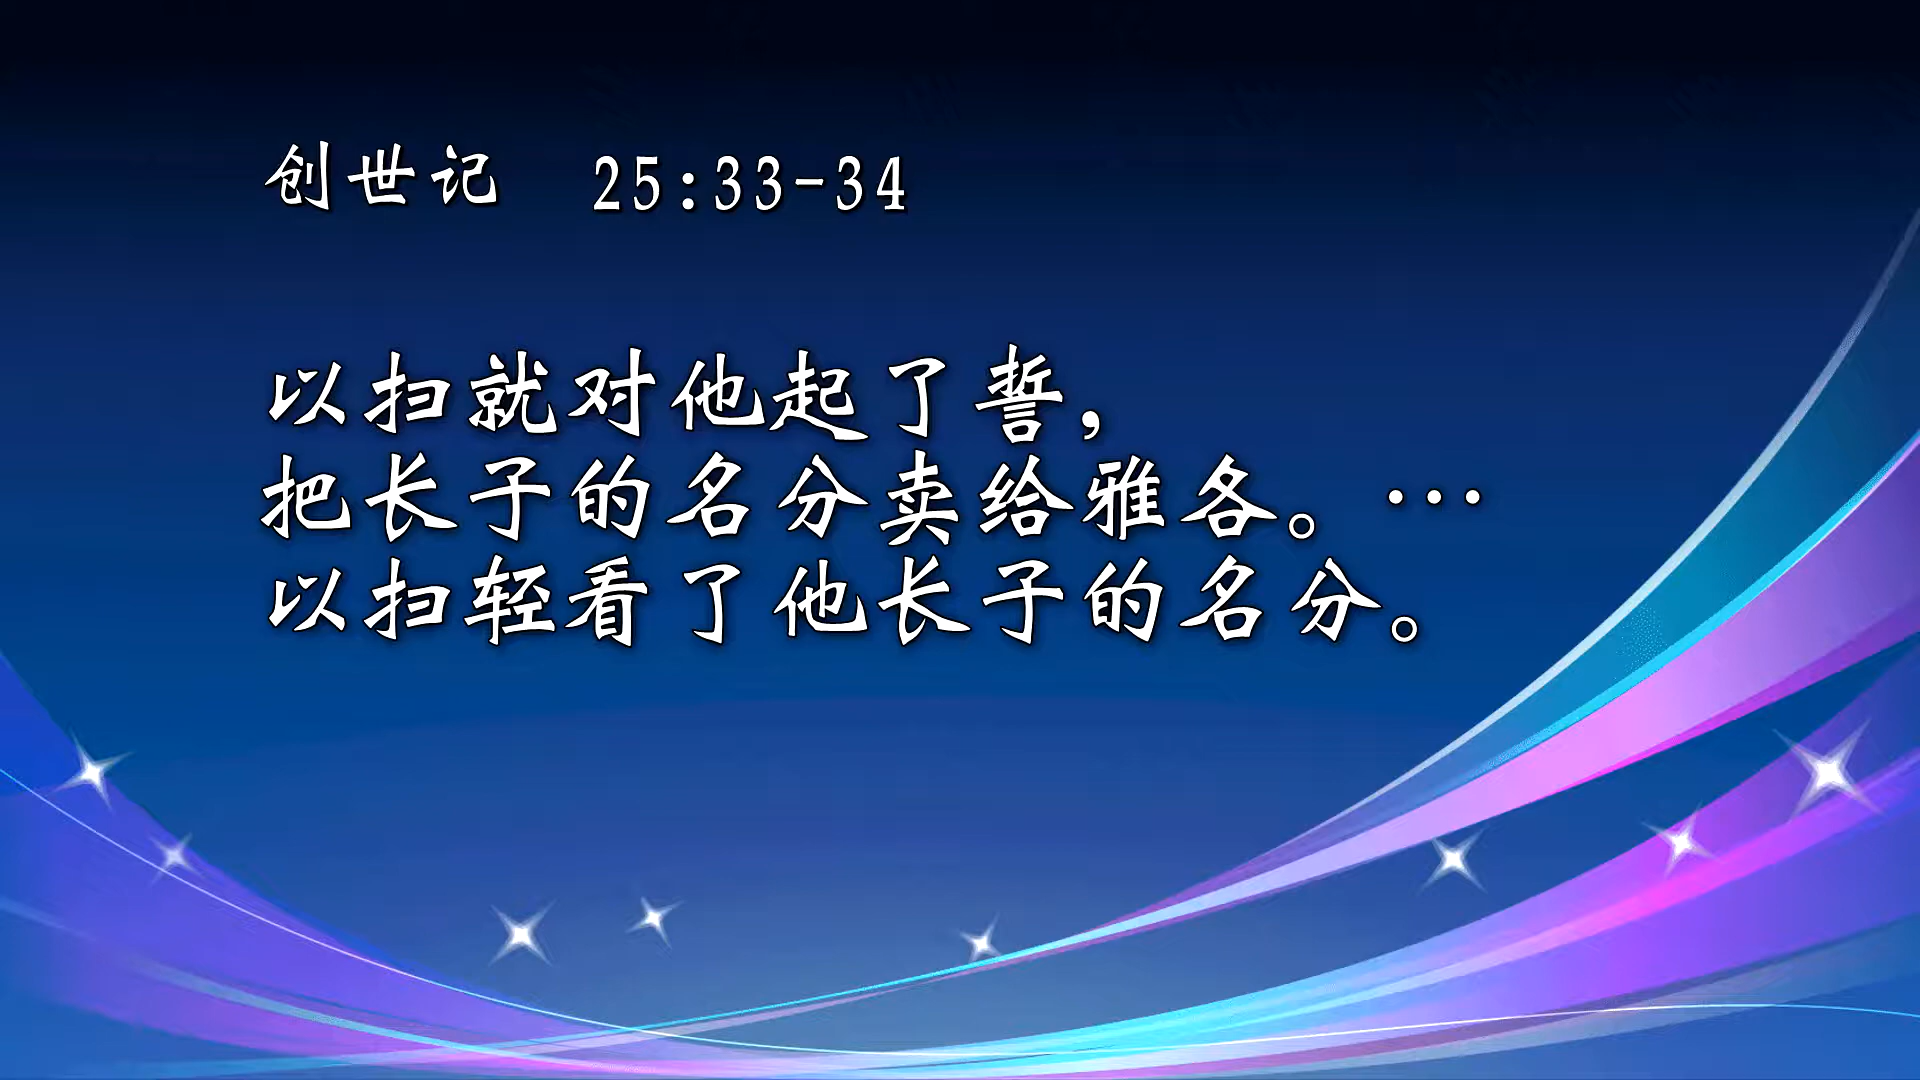 创世记 25:33-34
以扫就对他起了誓，
把长子的名分卖给雅各。…
以扫轻看了他长子的名分。